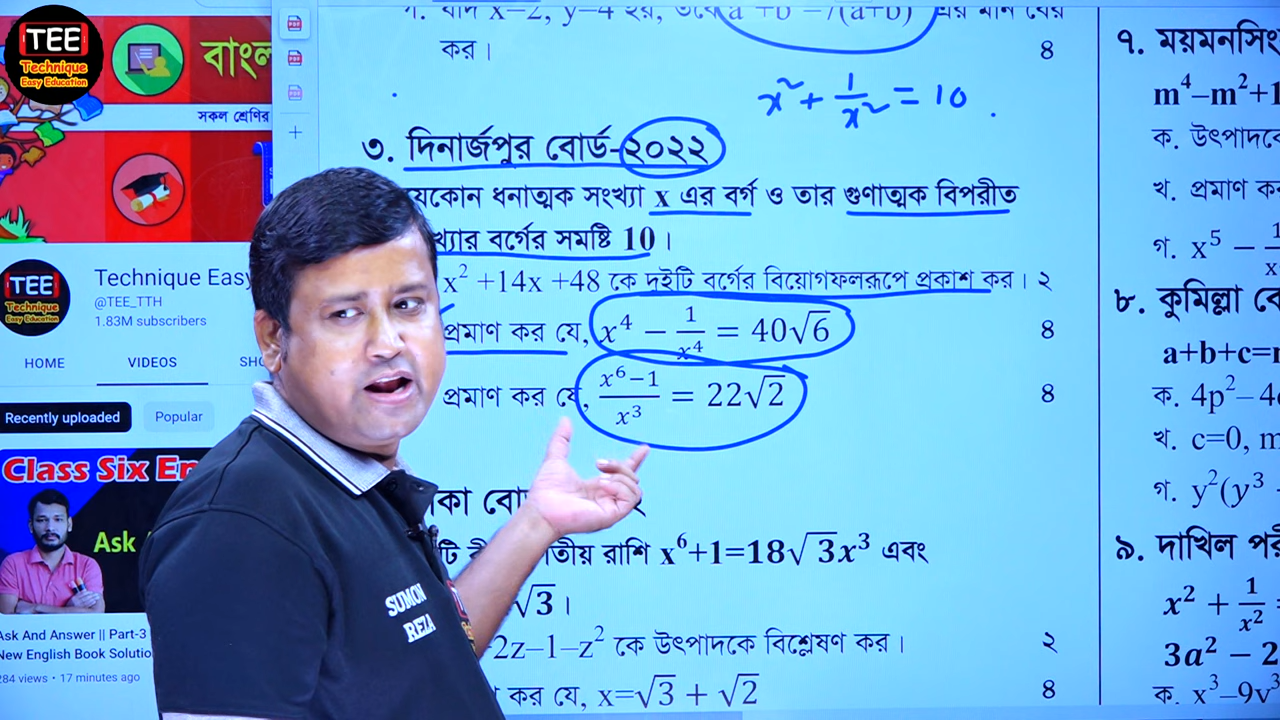 TEE
Technique
Easy Education
বাংল
সকল শ্রেণির
TEE
Technique
Easy Education
Technique Easy
@TEE_TTH
1.83M subscribers
HOME
VIDEOS
Recently uploaded
Popular
Class Six En
Ask
Ask And Answer || Part-3
New English Book Solutio
284 views • 17 minutes ago
SUMON
REZA
কর।
৪
x² + 1/x² = 10
৩. দিনার্জপুর বোর্ড-২০২২
যেকোন ধনাত্মক সংখ্যা x এর বর্গ ও তার গুণাত্মক বিপরীত
খ্যার বর্গের সমষ্টি 10।
x² +14x +48 কে দইটি বর্গের বিয়োগফলরূপে প্রকাশ কর। ২
প্রমাণ কর যে, x⁴ − 1/x⁴ = 40√6
৪
প্রমাণ কর যে, (x⁶−1)/x³ = 22√2
৪
কা বো
টি x⁶+1=18√3x³ এবং
√3।
2z–1–z² কে উৎপাদকে বিশ্লেষণ কর।
২
কর যে, x=√3 + √2
৪
৭. ময়মনসিং
m⁴–m²+1
ক. উৎপাদকে
খ. প্রমাণ ক
গ. x⁵ −
৮. কুমিল্লা বো
a+b+c=
ক. 4p²– 4
খ. c=0, m
গ. y²(y³
৯. দাখিল পরী
x² + 1/x²
3a² − 2
ক. x³–9